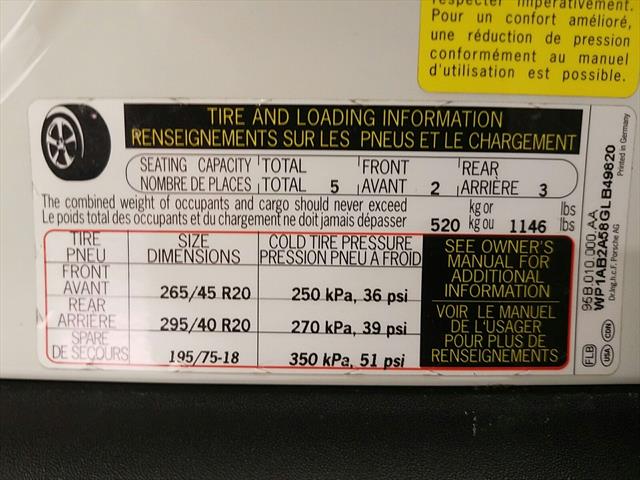 respecter impérativement.
Pour un confort amélioré,
une réduction de pression
conformément au manuel
d'utilisation est possible.
TIRE AND LOADING INFORMATION
RENSEIGNEMENTS SUR LES PNEUS ET LE CHARGEMENT
SEATING CAPACITY TOTAL FRONT REAR
NOMBRE DE PLACES TOTAL 5 AVANT 2 ARRIÈRE 3
The combined weight of occupants and cargo should never exceed kg or lbs
Le poids total des occupants et du chargement ne doit jamais dépasser 520 kg ou 1146 lbs
TIRE SIZE COLD TIRE PRESSURE
PNEU DIMENSIONS PRESSION PNEU A FROID
FRONT
AVANT 265/45 R20 250 kPa, 36 psi
REAR
ARRIÈRE 295/40 R20 270 kPa, 39 psi
SPARE
DE SECOURS 195/75-18 350 kPa, 51 psi
SEE OWNER'S
MANUAL FOR
ADDITIONAL
INFORMATION
VOIR LE MANUEL
DE L'USAGER
POUR PLUS DE
RENSEIGNEMENTS
95B.010.000.AA
WP1AB2A58GLB49820
Dr.Ing.h.c.F. Porsche AG
Printed in Germany
FLB USA CDN